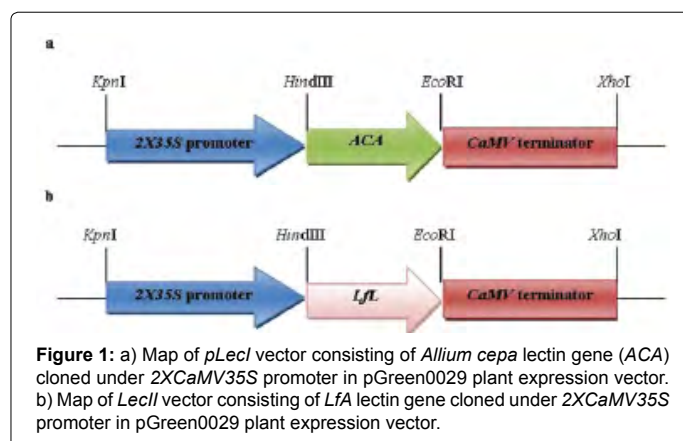 a
KpnI HindIII EcoRI XhoI
2X35S promoter ACA CaMV terminator
b
KpnI HindIII EcoRI XhoI
2X35S promoter LfL CaMV terminator
Figure 1: a) Map of pLecI vector consisting of Allium cepa lectin gene (ACA)
cloned under 2XCaMV35S promoter in pGreen0029 plant expression vector.
b) Map of LecII vector consisting of LfA lectin gene cloned under 2XCaMV35S
promoter in pGreen0029 plant expression vector.